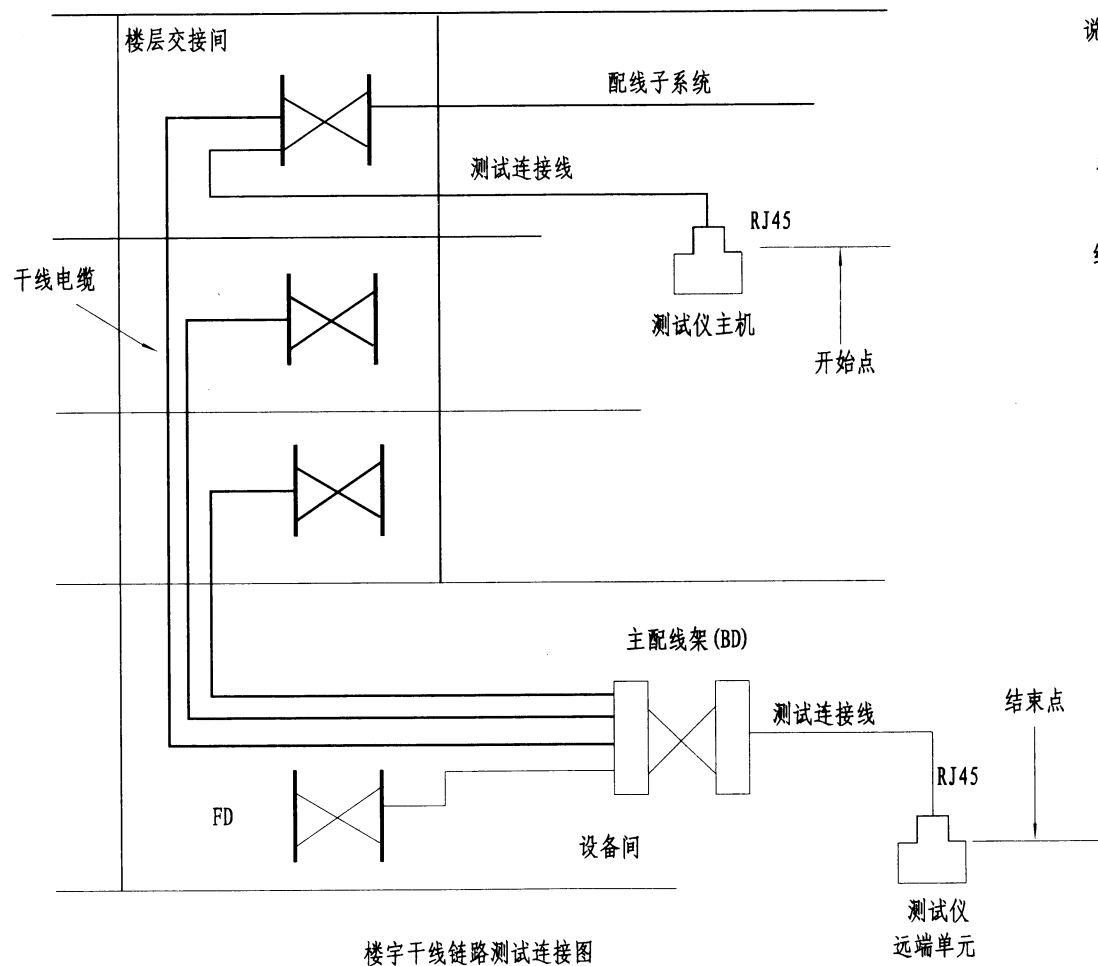 楼层交接间
说
配线子系统
测试连接线
RJ45
干线电缆
测试仪主机
开始点
主配线架(BD)
测试连接线
结束点
RJ45
FD
设备间
测试仪
远端单元
楼宇干线链路测试连接图